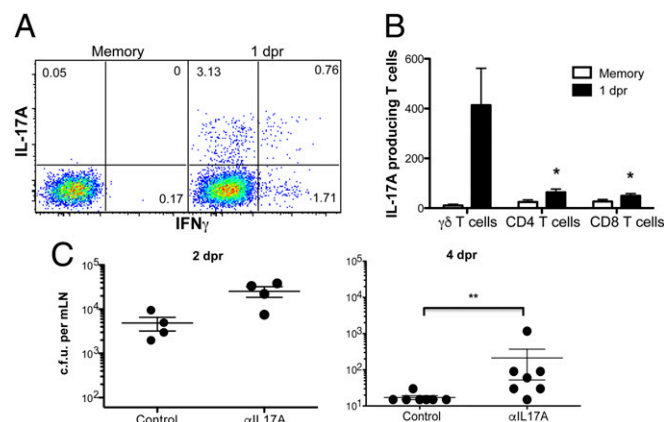 A
Memory
1 dpr
0.05
0
3.13
0.76
0.17
1.71
IL-17A
IFNγ
B
IL-17A producing T cells
600
400
200
0
Memory
1 dpr
*
*
γδ T cells
CD4 T cells
CD8 T cells
C
2 dpr
c.f.u. per mLN
10⁵
10⁴
10³
10²
Control
αIL17A
4 dpr
10⁵
10⁴
10³
10²
10¹
**
Control
αIL17A